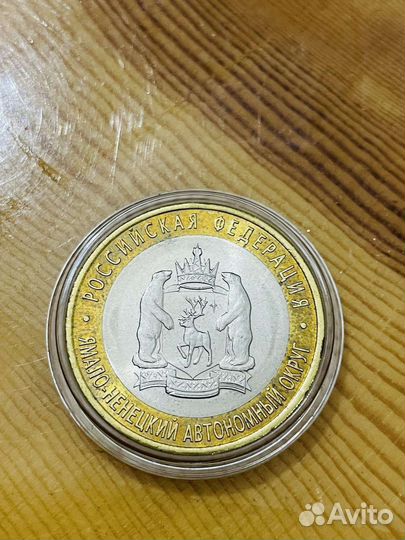 РОССИЙСКАЯ ФЕДЕРАЦИЯ
ЯМАЛО-НЕНЕЦКИЙ АВТОНОМНЫЙ ОКРУГ
Avito